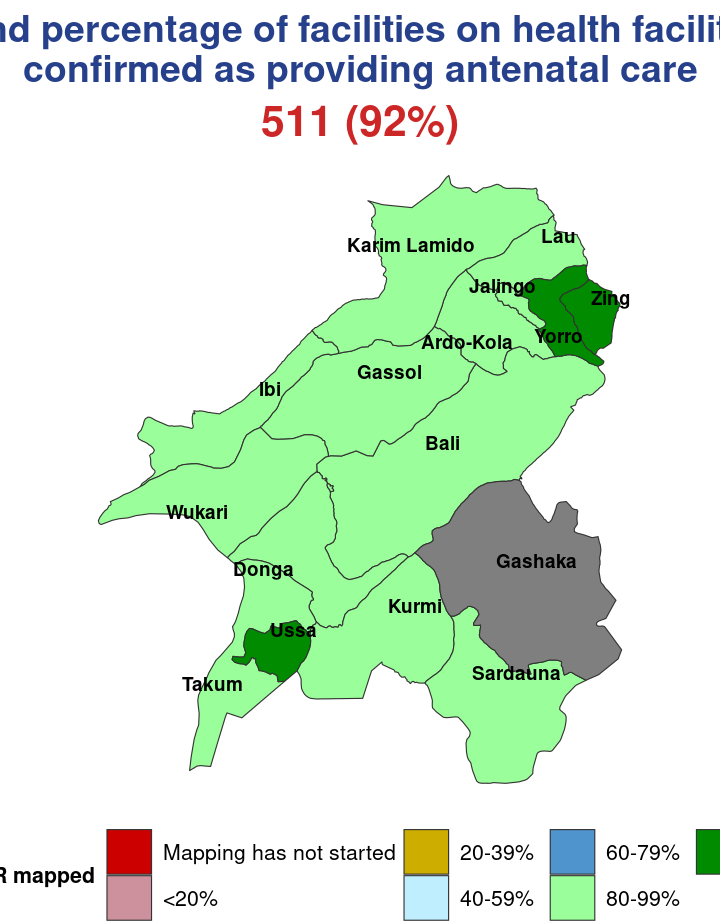 percentage of facilities on health
confirmed as providing antenatal care
511 (92%)
Karim Lamido
Lau
Jalingo
Zing
Yorro
Ardo-Kola
Gassol
Ibi
Bali
Wukari
Gashaka
Donga
Kurmi
Ussa
Sardauna
Takum
mapped
Mapping has not started
20-39%
60-79%
<20%
40-59%
80-99%